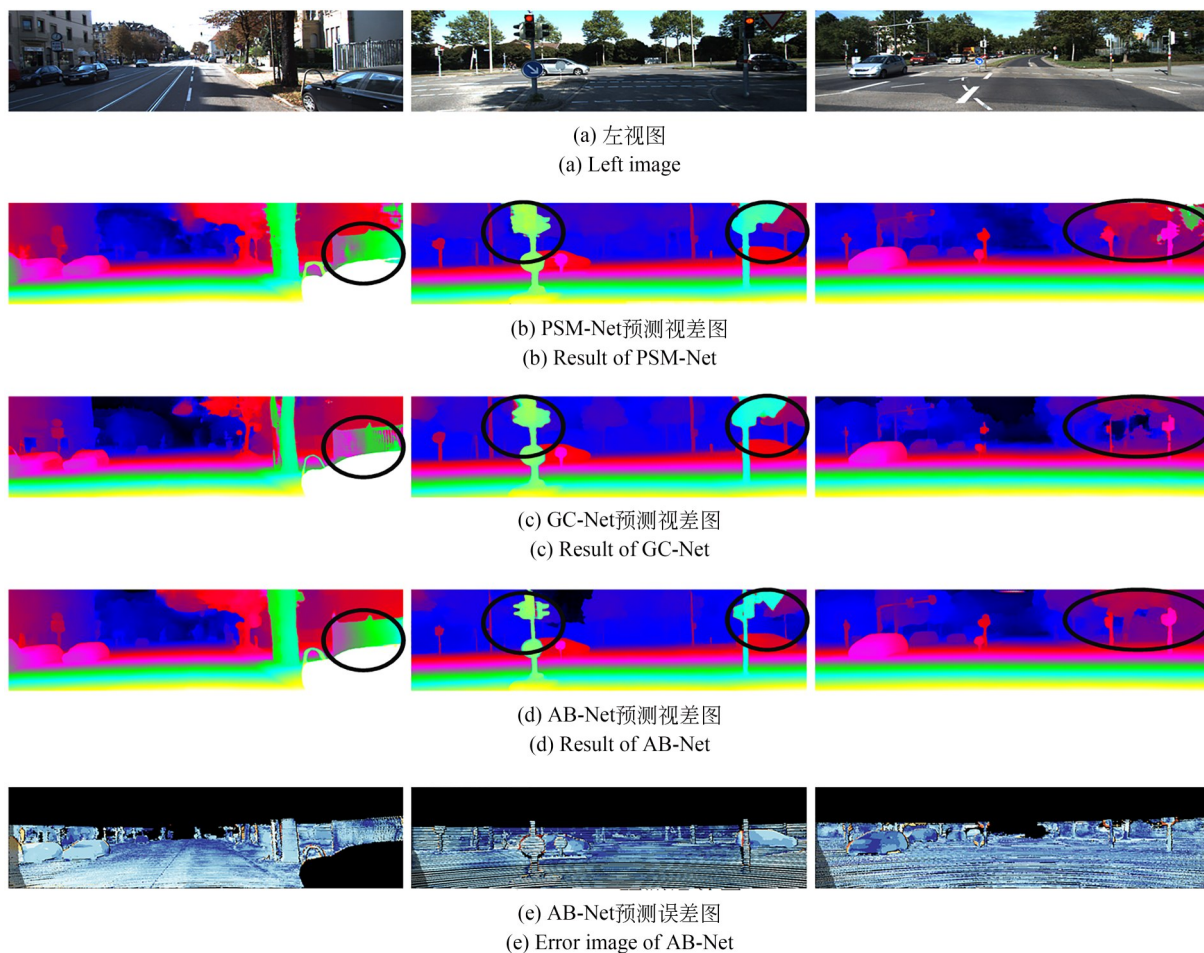 (a) 左视图
(a) Left image
(b) PSM-Net预测视差图
(b) Result of PSM-Net
(c) GC-Net预测视差图
(c) Result of GC-Net
(d) AB-Net预测视差图
(d) Result of AB-Net
(e) AB-Net预测误差图
(e) Error image of AB-Net